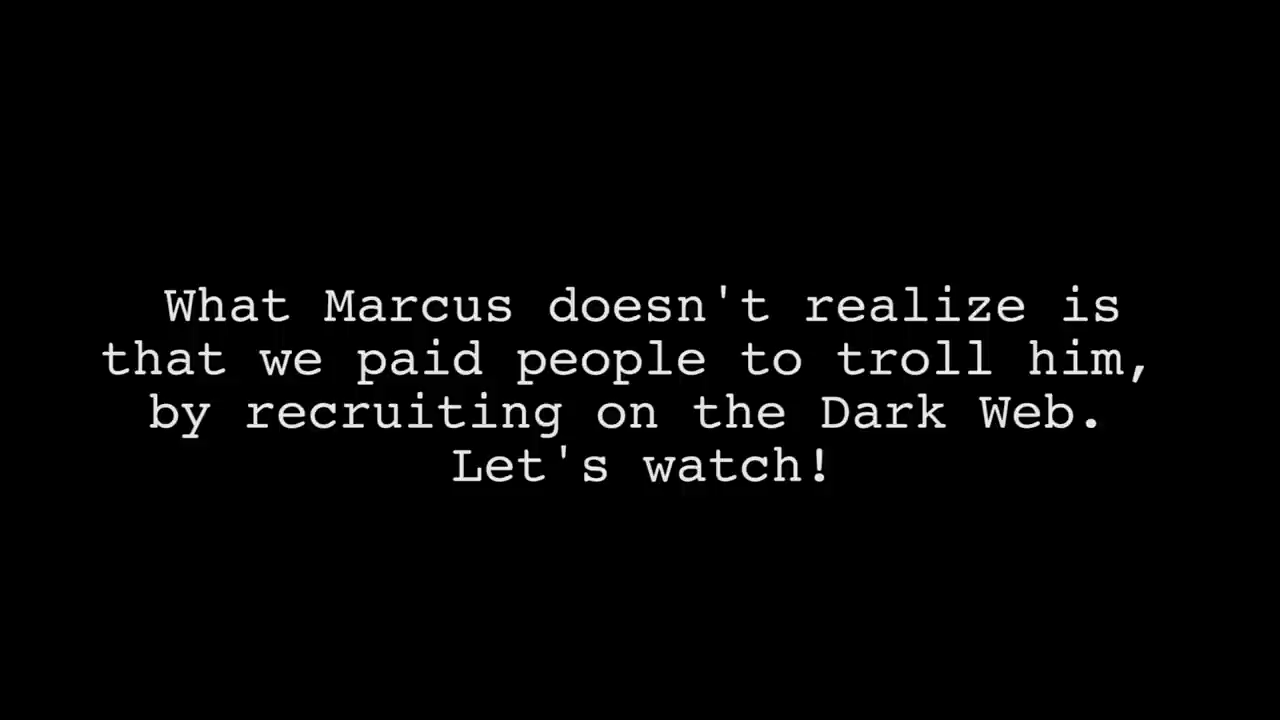 What Marcus doesn't realize is
that we paid people to troll him,
by recruiting on the Dark Web.
Let's watch!